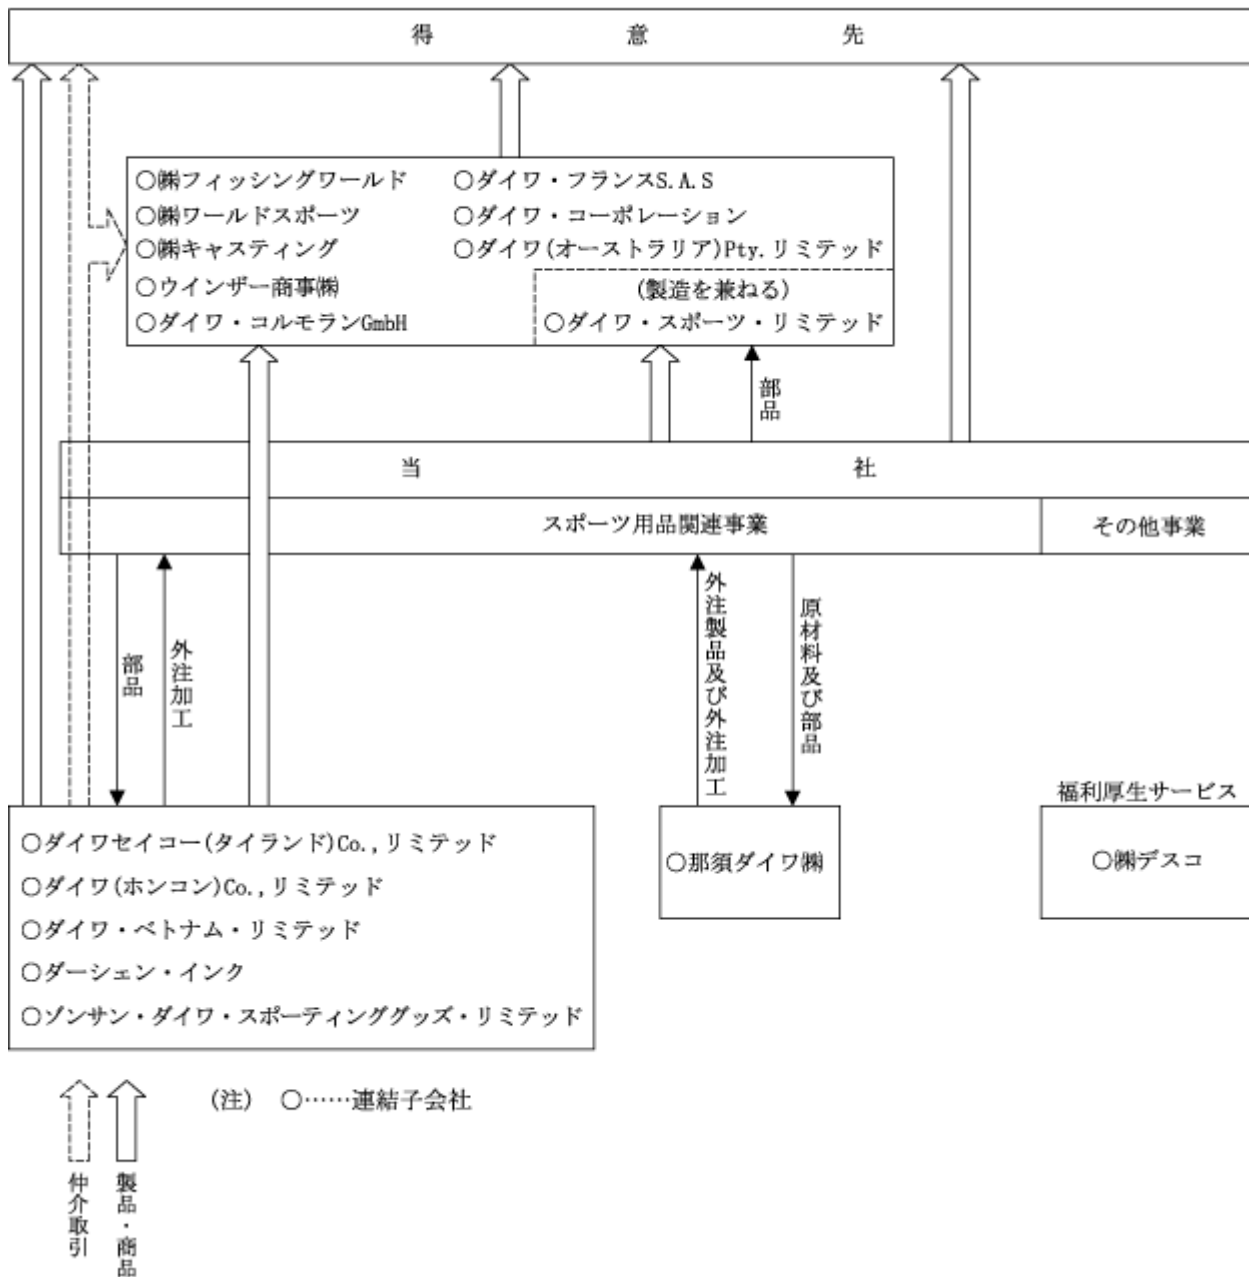 得意先
○㈱フィッシングワールド
○㈱ワールドスポーツ
○㈱キャスティング
○ウインザー商事㈱
○ダイワ・コルモランGmbH
○ダイワ・フランスS.A.S
○ダイワ・コーポレーション
○ダイワ(オーストラリア)Pty.リミテッド
(製造を兼ねる)
○ダイワ・スポーツ・リミテッド
部品
当社
スポーツ用品関連事業
その他事業
部品
外注加工
外注製品及び外注加工
原材料及び部品
福利厚生サービス
○ダイワセイコー(タイランド)Co.,リミテッド
○ダイワ(ホンコン)Co.,リミテッド
○ダイワ・ベトナム・リミテッド
○ダーシェン・インク
○ゾンサン・ダイワ・スポーティンググッズ・リミテッド
○那須ダイワ㈱
○㈱デスコ
(注) ○……連結子会社
仲介取引
製品・商品